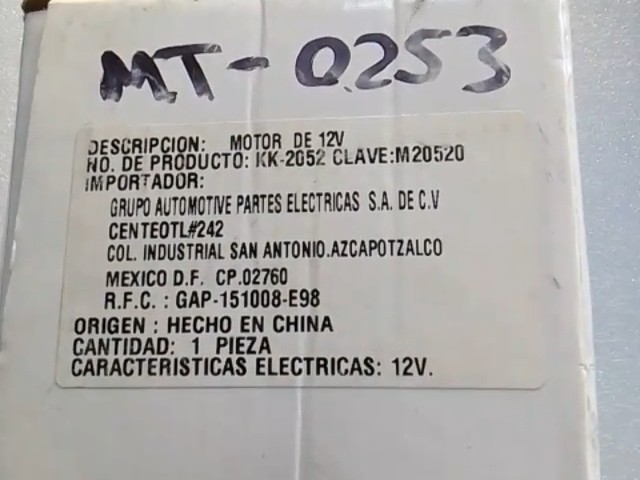 MT-0253
DESCRIPCION: MOTOR DE 12V
NO. DE PRODUCTO: KK-2052 CLAVE:M20520
IMPORTADOR:
GRUPO AUTOMOTIVE PARTES ELECTRICAS S.A. DE C.V
CENTEOTL#242
COL. INDUSTRIAL SAN ANTONIO.AZCAPOTZALCO
MEXICO D.F. CP.02760
R.F.C. : GAP-151008-E98
ORIGEN : HECHO EN CHINA
CANTIDAD: 1 PIEZA
CARACTERISTICAS ELECTRICAS: 12V.